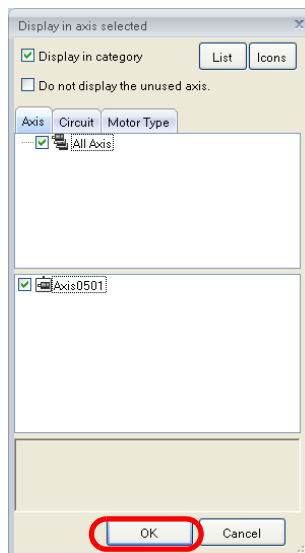 Display in axis selected
Display in category
List
Icons
Do not display the unused axis.
Axis
Circuit
Motor Type
All Axis
Axis0501
OK
Cancel